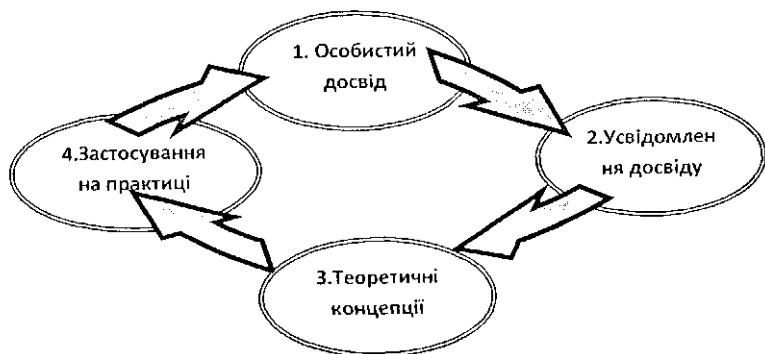 1. Особистий
досвід
2.Усвідомлен
ня досвіду
3.Теоретичні
концепції
4.Застосування
на практиці